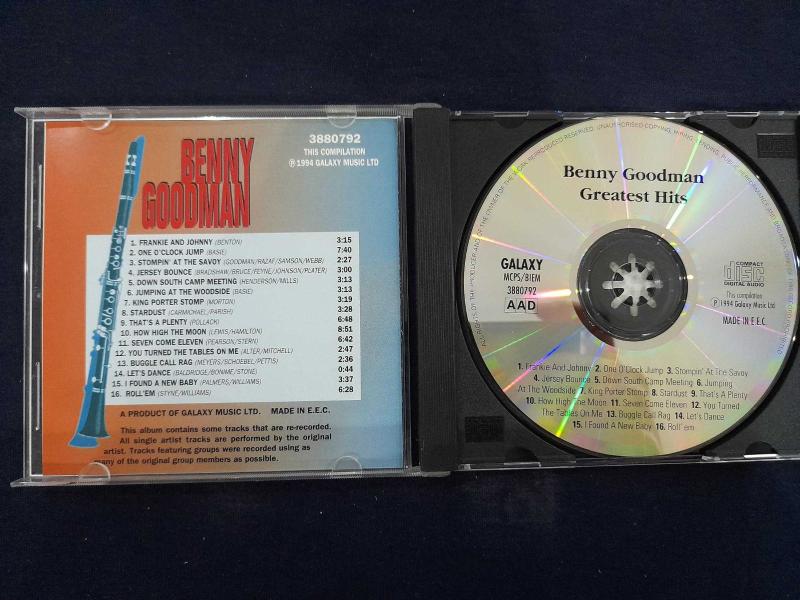 3880792
THIS COMPILATION
℗ 1994 GALAXY MUSIC LTD
BENNY
GOODMAN
1. FRANKIE AND JOHNNY (BENTON) 3:15
2. ONE O'CLOCK JUMP (BASIE) 7:40
3. STOMPIN' AT THE SAVOY (GOODMAN/RAZAF/SAMSON/WEBB) 2:27
4. JERSEY BOUNCE (BRADSHAW/BRUCE/FEYNE/JOHNSON/PLATER) 3:00
5. DOWN SOUTH CAMP MEETING (HENDERSON/MILLS) 3:13
6. JUMPING AT THE WOODSIDE (BASIE) 3:13
7. KING PORTER STOMP (MORTON) 3:19
8. STARDUST (CARMICHAEL/PARISH) 3:28
9. THAT'S A PLENTY (POLLACK) 6:48
10. HOW HIGH THE MOON (LEWIS/HAMILTON) 8:51
11. SEVEN COME ELEVEN (PEARSON/STERN) 6:42
12. YOU TURNED THE TABLES ON ME (ALTER/MITCHELL) 2:47
13. BUGGLE CALL RAG (MEYERS/SCHOEBEL/PETTIS) 2:36
14. LET'S DANCE (BALDRIDGE/BONIME/STONE) 0:44
15. I FOUND A NEW BABY (PALMERS/WILLIAMS) 3:37
16. ROLL'EM (STYNE/WILLIAMS) 6:28
A PRODUCT OF GALAXY MUSIC LTD. MADE IN E.E.C.
This album contains some tracks that are re-recorded.
All single artist tracks are performed by the original
artist. Tracks featuring groups were recorded using as
many of the original group members as possible.
Benny Goodman
Greatest Hits
GALAXY
MCPS/BIEM
3880792
AAD
COMPACT
disc
DIGITAL AUDIO
This compilation
℗ 1994 Galaxy Music Ltd
MADE IN E.E.C.
1. Frankie And Johnny 2. One O'Clock Jump 3. Stompin' At The Savoy
4. Jersey Bounce 5. Down South Camp Meeting 6. Jumping
At The Woodside 7. King Porter Stomp 8. Stardust 9. That's A Plenty
10. How High The Moon 11. Seven Come Eleven 12. You Turned
The Tables On Me 13. Buggle Call Rag 14. Let's Dance
15. I Found A New Baby 16. Roll' em